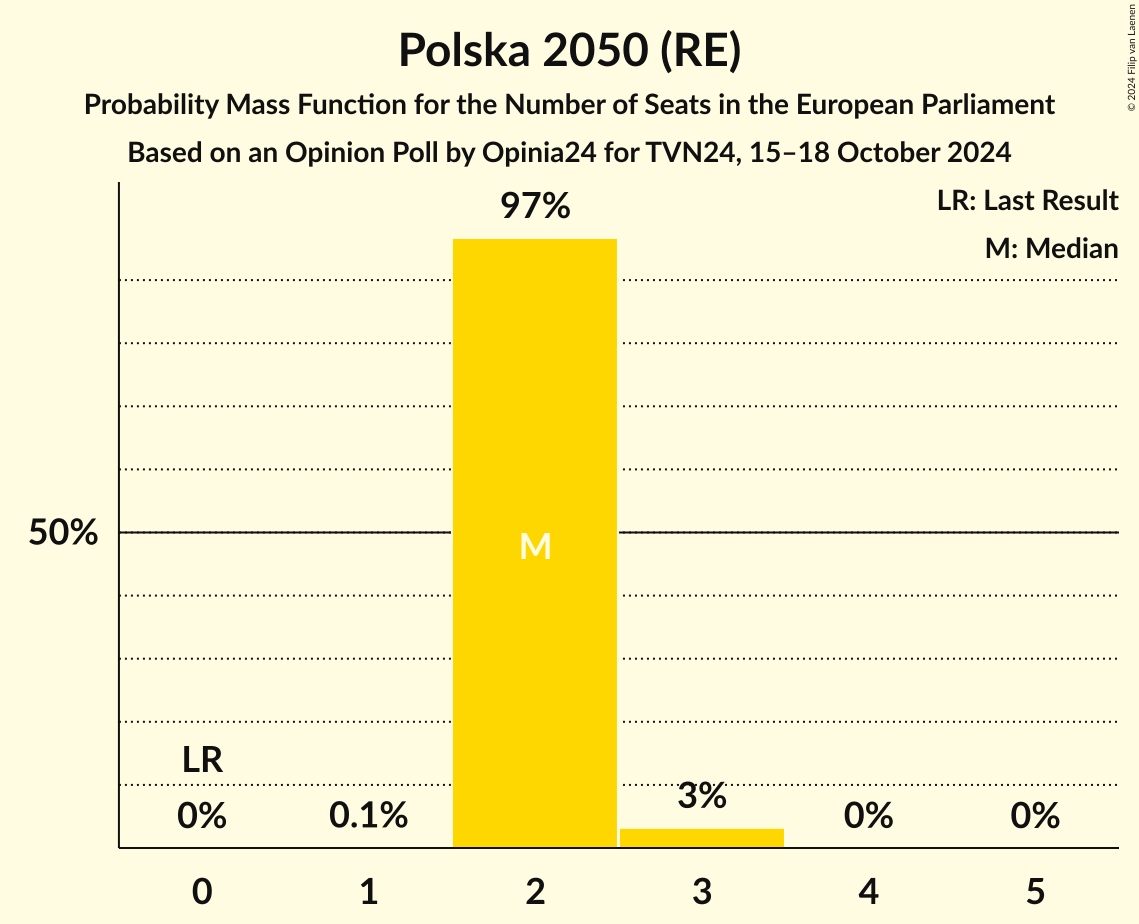 Polska 2050 (RE)
Probability Mass Function for the Number of Seats in the European Parliament
Based on an Opinion Poll by Opinia24 for TVN24, 15–18 October 2024
© 2024 Filip van Laenen
LR: Last Result
M: Median
97%
50%
M
LR
0%
0.1%
3%
0%
0%
0 1 2 3 4 5